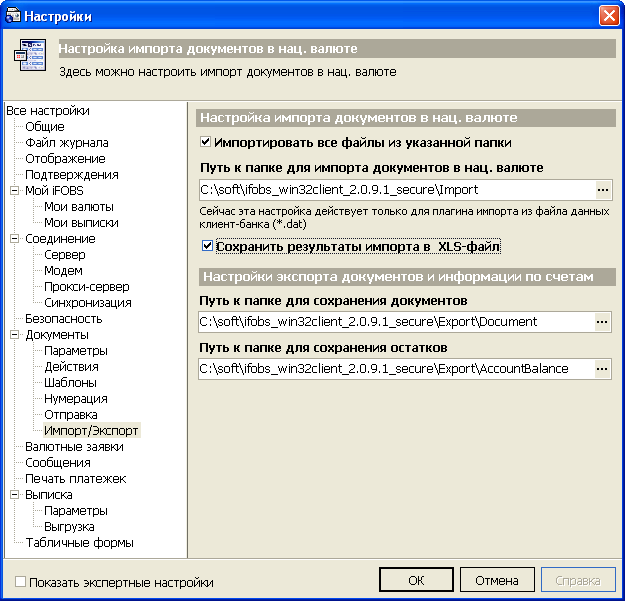 Настройки
Настройка импорта документов в нац. валюте
Здесь можно настроить импорт документов в нац. валюте
Все настройки
Общие
Файл журнала
Отображение
Подтверждения
Мой iFOBS
Мои валюты
Мои выписки
Соединение
Сервер
Модем
Прокси-сервер
Синхронизация
Безопасность
Документы
Параметры
Действия
Шаблоны
Нумерация
Отправка
Импорт/Экспорт
Валютные заявки
Сообщения
Печать платежек
Выписка
Параметры
Выгрузка
Табличные формы
Настройка импорта документов в нац. валюте
Импортировать все файлы из указанной папки
Путь к папке для импорта документов в нац. валюте
C:\soft\ifobs_win32client_2.0.9.1_secure\Import
...
Сейчас эта настройка действует только для плагина импорта из файла данных
клиент-банка (*.dat)
Сохранить результаты импорта в XLS-файл
Настройки экспорта документов и информации по счетам
Путь к папке для сохранения документов
C:\soft\ifobs_win32client_2.0.9.1_secure\Export\Document
...
Путь к папке для сохранения остатков
C:\soft\ifobs_win32client_2.0.9.1_secure\Export\AccountBalance
...
Показать экспертные настройки
OK
Отмена
Справка